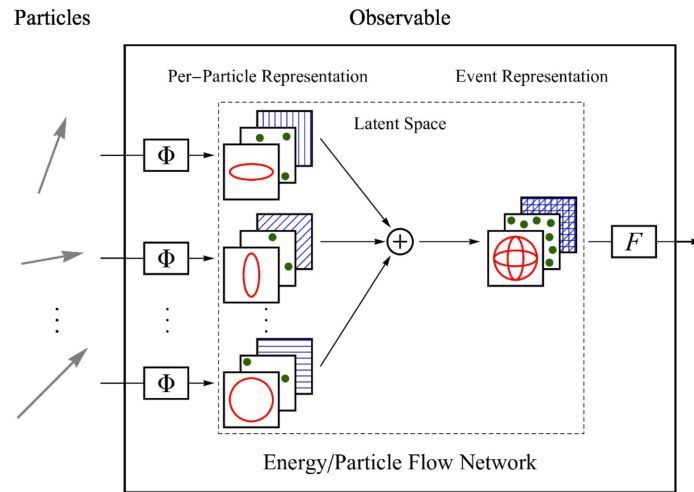 Particles
Observable
Per–Particle Representation
Event Representation
Latent Space
Φ
Φ
F
Φ
Energy/Particle Flow Network